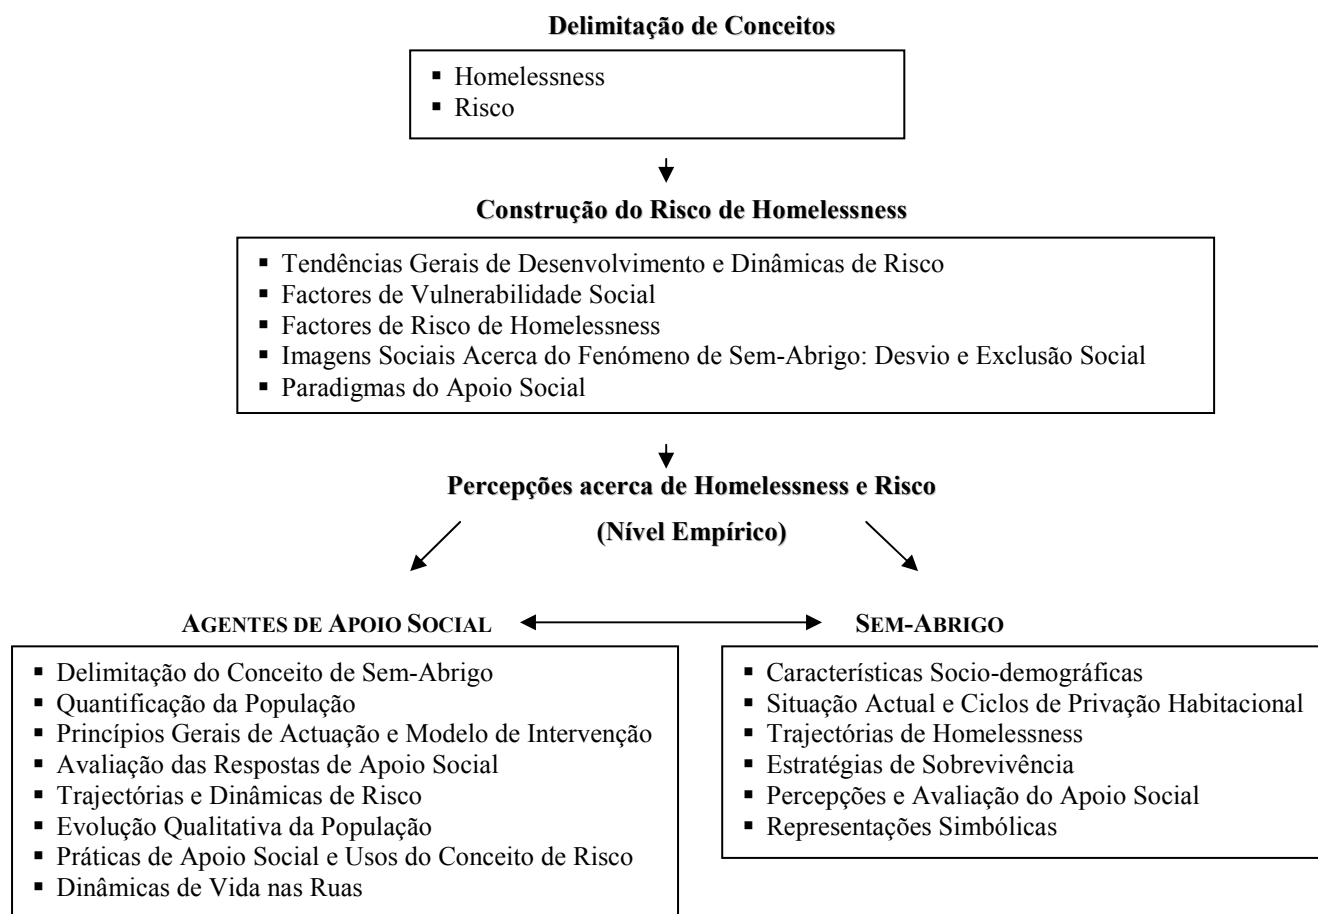 Delimitação de Conceitos
▪ Homelessness
▪ Risco
Construção do Risco de Homelessness
▪ Tendências Gerais de Desenvolvimento e Dinâmicas de Risco
▪ Factores de Vulnerabilidade Social
▪ Factores de Risco de Homelessness
▪ Imagens Sociais Acerca do Fenómeno de Sem-Abrigo: Desvio e Exclusão Social
▪ Paradigmas do Apoio Social
Percepções acerca de Homelessness e Risco
(Nível Empírico)
AGENTES DE APOIO SOCIAL
▪ Delimitação do Conceito de Sem-Abrigo
▪ Quantificação da População
▪ Princípios Gerais de Actuação e Modelo de Intervenção
▪ Avaliação das Respostas de Apoio Social
▪ Trajectórias e Dinâmicas de Risco
▪ Evolução Qualitativa da População
▪ Práticas de Apoio Social e Usos do Conceito de Risco
▪ Dinâmicas de Vida nas Ruas
SEM-ABRIGO
▪ Características Socio-demográficas
▪ Situação Actual e Ciclos de Privação Habitacional
▪ Trajectórias de Homelessness
▪ Estratégias de Sobrevivência
▪ Percepções e Avaliação do Apoio Social
▪ Representações Simbólicas